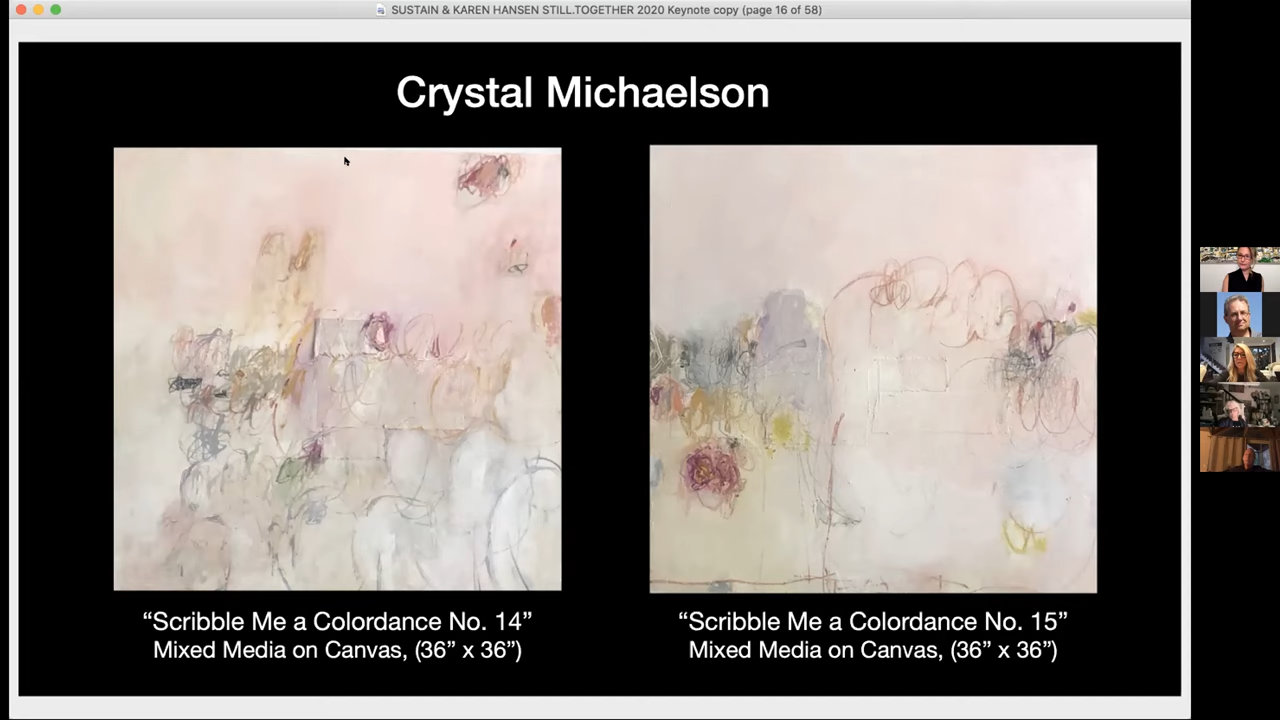 SUSTAIN & KAREN HANSEN STILL.TOGETHER 2020 Keynote copy (page 16 of 58)
Crystal Michaelson
“Scribble Me a Colordance No. 14”
Mixed Media on Canvas, (36” x 36”)
“Scribble Me a Colordance No. 15”
Mixed Media on Canvas, (36” x 36”)